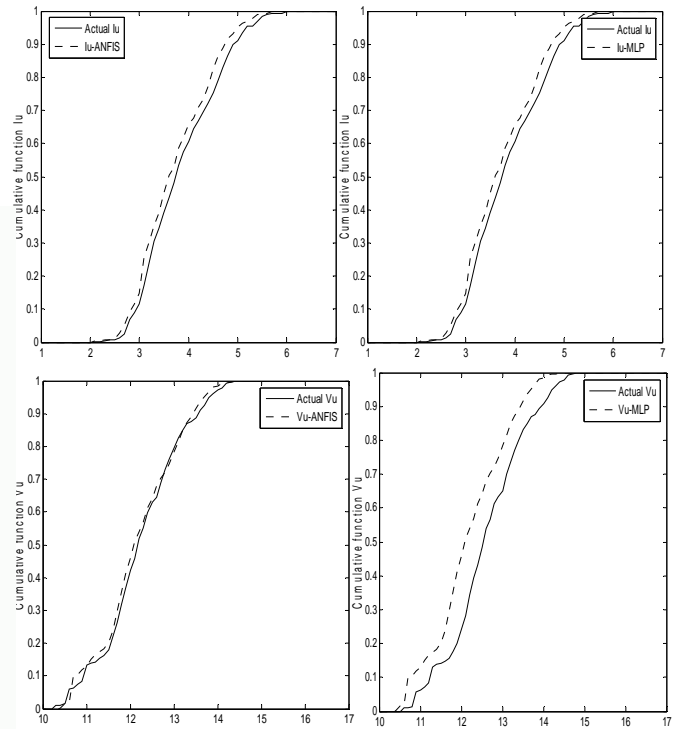 Actual Iu
Iu-ANFIS
Cumulative function Iu
1
0.9
0.8
0.7
0.6
0.5
0.4
0.3
0.2
0.1
0
1 2 3 4 5 6 7
Actual Iu
Iu-MLP
Cumulative function Iu
1
0.9
0.8
0.7
0.6
0.5
0.4
0.3
0.2
0.1
0
1 2 3 4 5 6 7
Actual Vu
Vu-ANFIS
Cumulative function Vu
1
0.9
0.8
0.7
0.6
0.5
0.4
0.3
0.2
0.1
0
10 11 12 13 14 15 16 17
Actual Vu
Vu-MLP
Cumulative function Vu
1
0.9
0.8
0.7
0.6
0.5
0.4
0.3
0.2
0.1
0
10 11 12 13 14 15 16 17